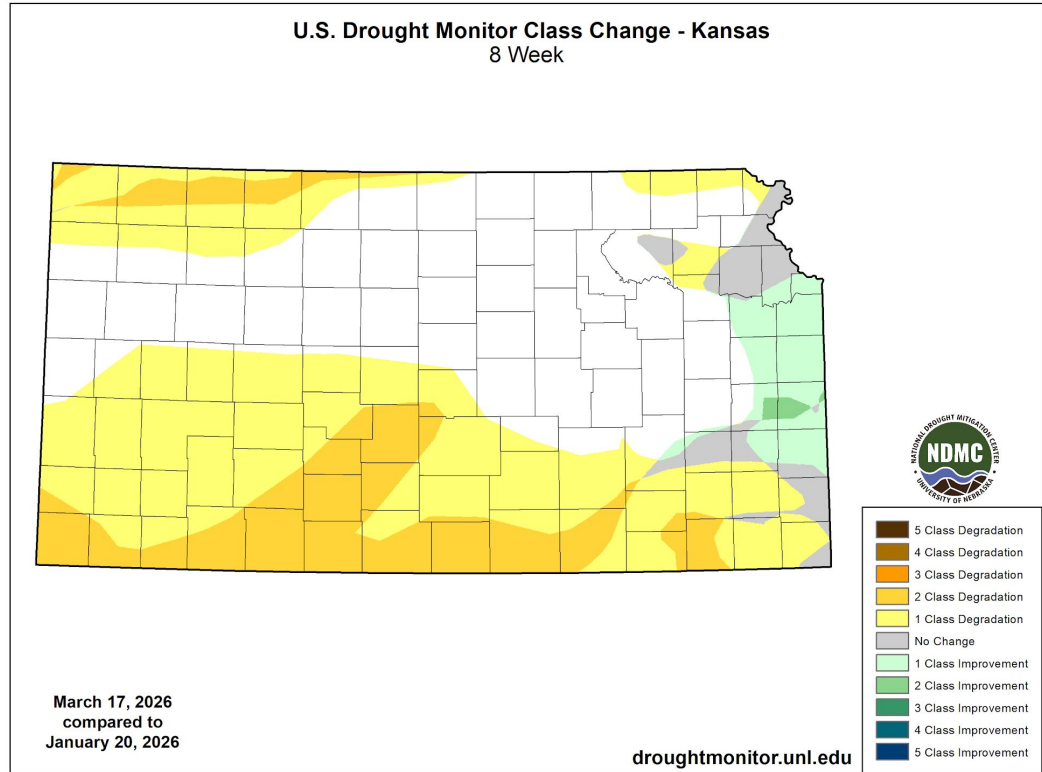 U.S. Drought Monitor Class Change - Kansas
8 Week
NATIONAL DROUGHT MITIGATION CENTER
NDMC
UNIVERSITY OF NEBRASKA
5 Class Degradation
4 Class Degradation
3 Class Degradation
2 Class Degradation
1 Class Degradation
No Change
1 Class Improvement
2 Class Improvement
3 Class Improvement
4 Class Improvement
5 Class Improvement
March 17, 2026
compared to
January 20, 2026
droughtmonitor.unl.edu